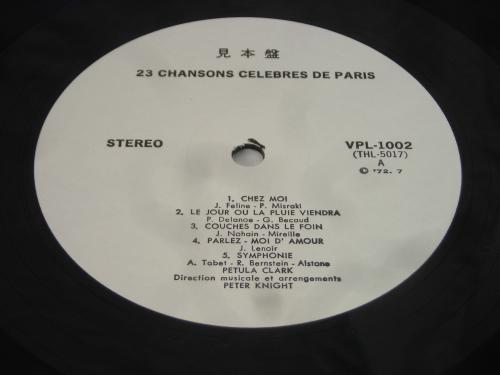 見本盤
23 CHANSONS CELEBRES DE PARIS
STEREO
VPL-1002
(THL-5017)
A
© '72. 7
1. CHEZ MOI
J. Feline - P. Misraki
2. LE JOUR OU LA PLUIE VIENDRA
P. Delanoe - G. Becaud
3. COUCHES DANS LE FOIN
J. Nohain - Mireille
4. PARLEZ - MOI D' AMOUR
J. Lenoir
5. SYMPHONIE
A. Tabet - R. Bernstein - Alstone
PETULA CLARK
Direction musicale et arrangements
PETER KNIGHT